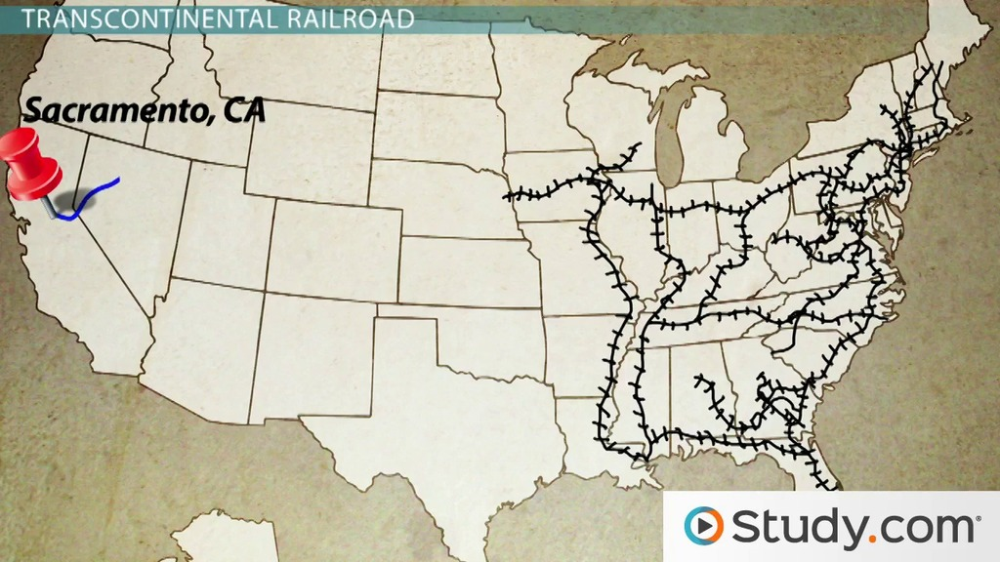 TRANSCONTINENTAL RAILROAD
Sacramento, CA
Study.com®